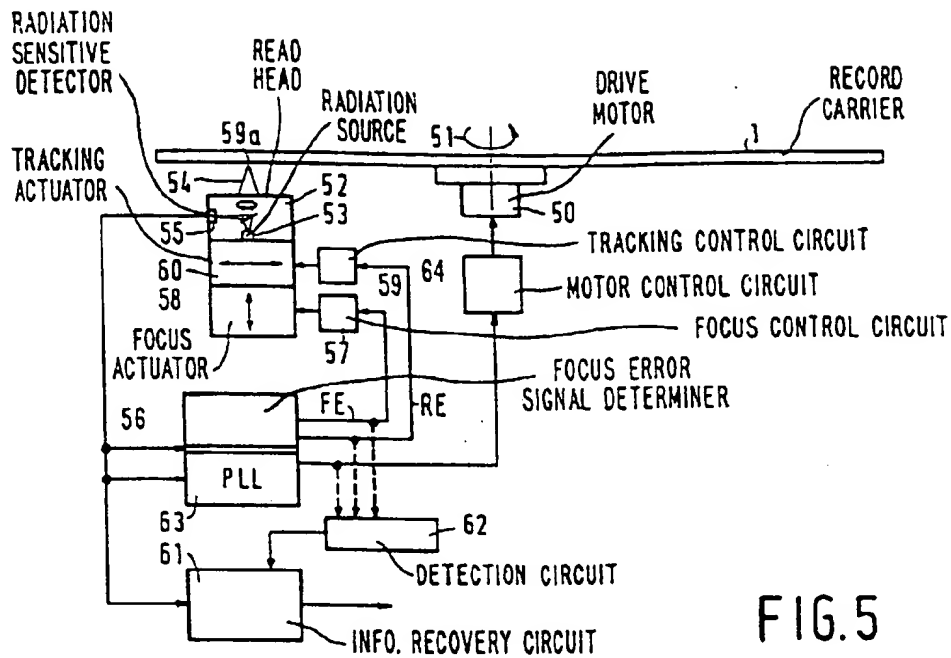 RADIATION
SENSITIVE
DETECTOR
READ
HEAD
RADIATION
SOURCE
DRIVE
MOTOR
RECORD
CARRIER
59a
51
1
TRACKING
ACTUATOR
54
52
53
55
50
TRACKING CONTROL CIRCUIT
60
59
64
MOTOR CONTROL CIRCUIT
58
FOCUS CONTROL CIRCUIT
FOCUS
ACTUATOR
57
FOCUS ERROR
SIGNAL DETERMINER
56
FE
RE
PLL
63
62
61
DETECTION CIRCUIT
INFO. RECOVERY CIRCUIT
FIG.5